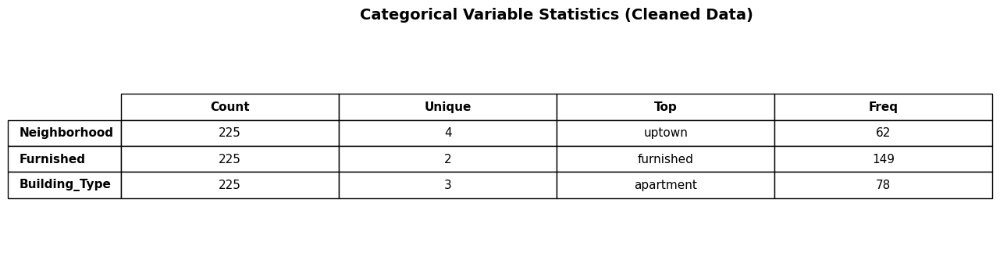 Categorical Variable Statistics (Cleaned Data)
Count Unique Top Freq
Neighborhood 225 4 uptown 62
Furnished 225 2 furnished 149
Building_Type 225 3 apartment 78